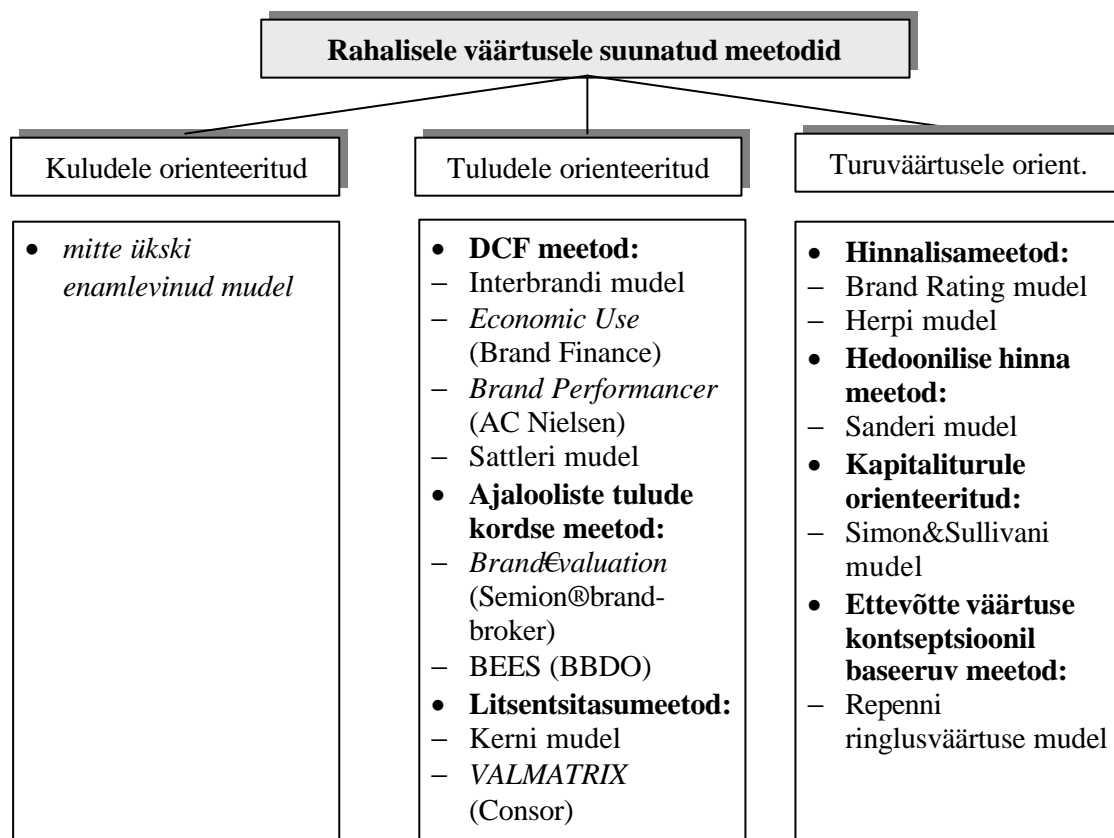 Rahalisele väärtusele suunatud meetodid
Kuludele orienteeritud
• mitte ükski
enamlevinud mudel
Tuludele orienteeritud
• DCF meetod:
– Interbrandi mudel
– Economic Use
(Brand Finance)
– Brand Performancer
(AC Nielsen)
– Sattleri mudel
• Ajalooliste tulude
kordse meetod:
– Brand€valuation
(Semion®brand-
broker)
– BEES (BBDO)
• Litsentsitasumeetod:
– Kerni mudel
– VALMATRIX
(Consor)
Turuväärtusele orient.
• Hinnalisameetod:
– Brand Rating mudel
– Herpi mudel
• Hedoonilise hinna
meetod:
– Sanderi mudel
• Kapitaliturule
orienteeritud:
– Simon&Sullivani
mudel
• Ettevõtte väärtuse
kontseptsioonil
baseeruv meetod:
– Repenni
ringlusväärtuse mudel